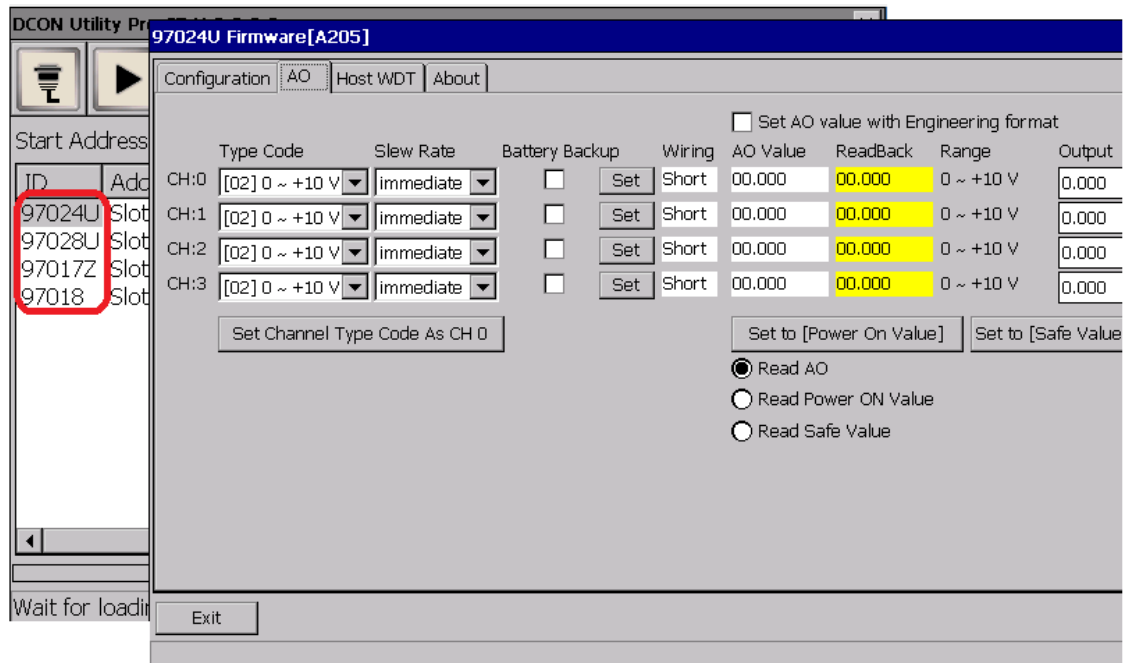 DCON Utility Pr
97024U Firmware[A205]
Configuration AO Host WDT About
Start Address
ID Add
97024U Slot
97028U Slot
97017Z Slot
97018 Slot
Set AO value with Engineering format
Type Code Slew Rate Battery Backup Wiring AO Value ReadBack Range Output
CH:0 [02] 0 ~ +10 V immediate Set Short 00.000 00.000 0 ~ +10 V 0.000
CH:1 [02] 0 ~ +10 V immediate Set Short 00.000 00.000 0 ~ +10 V 0.000
CH:2 [02] 0 ~ +10 V immediate Set Short 00.000 00.000 0 ~ +10 V 0.000
CH:3 [02] 0 ~ +10 V immediate Set Short 00.000 00.000 0 ~ +10 V 0.000
Set Channel Type Code As CH 0 Set to [Power On Value] Set to [Safe Value
Read AO
Read Power ON Value
Read Safe Value
Wait for loadin
Exit